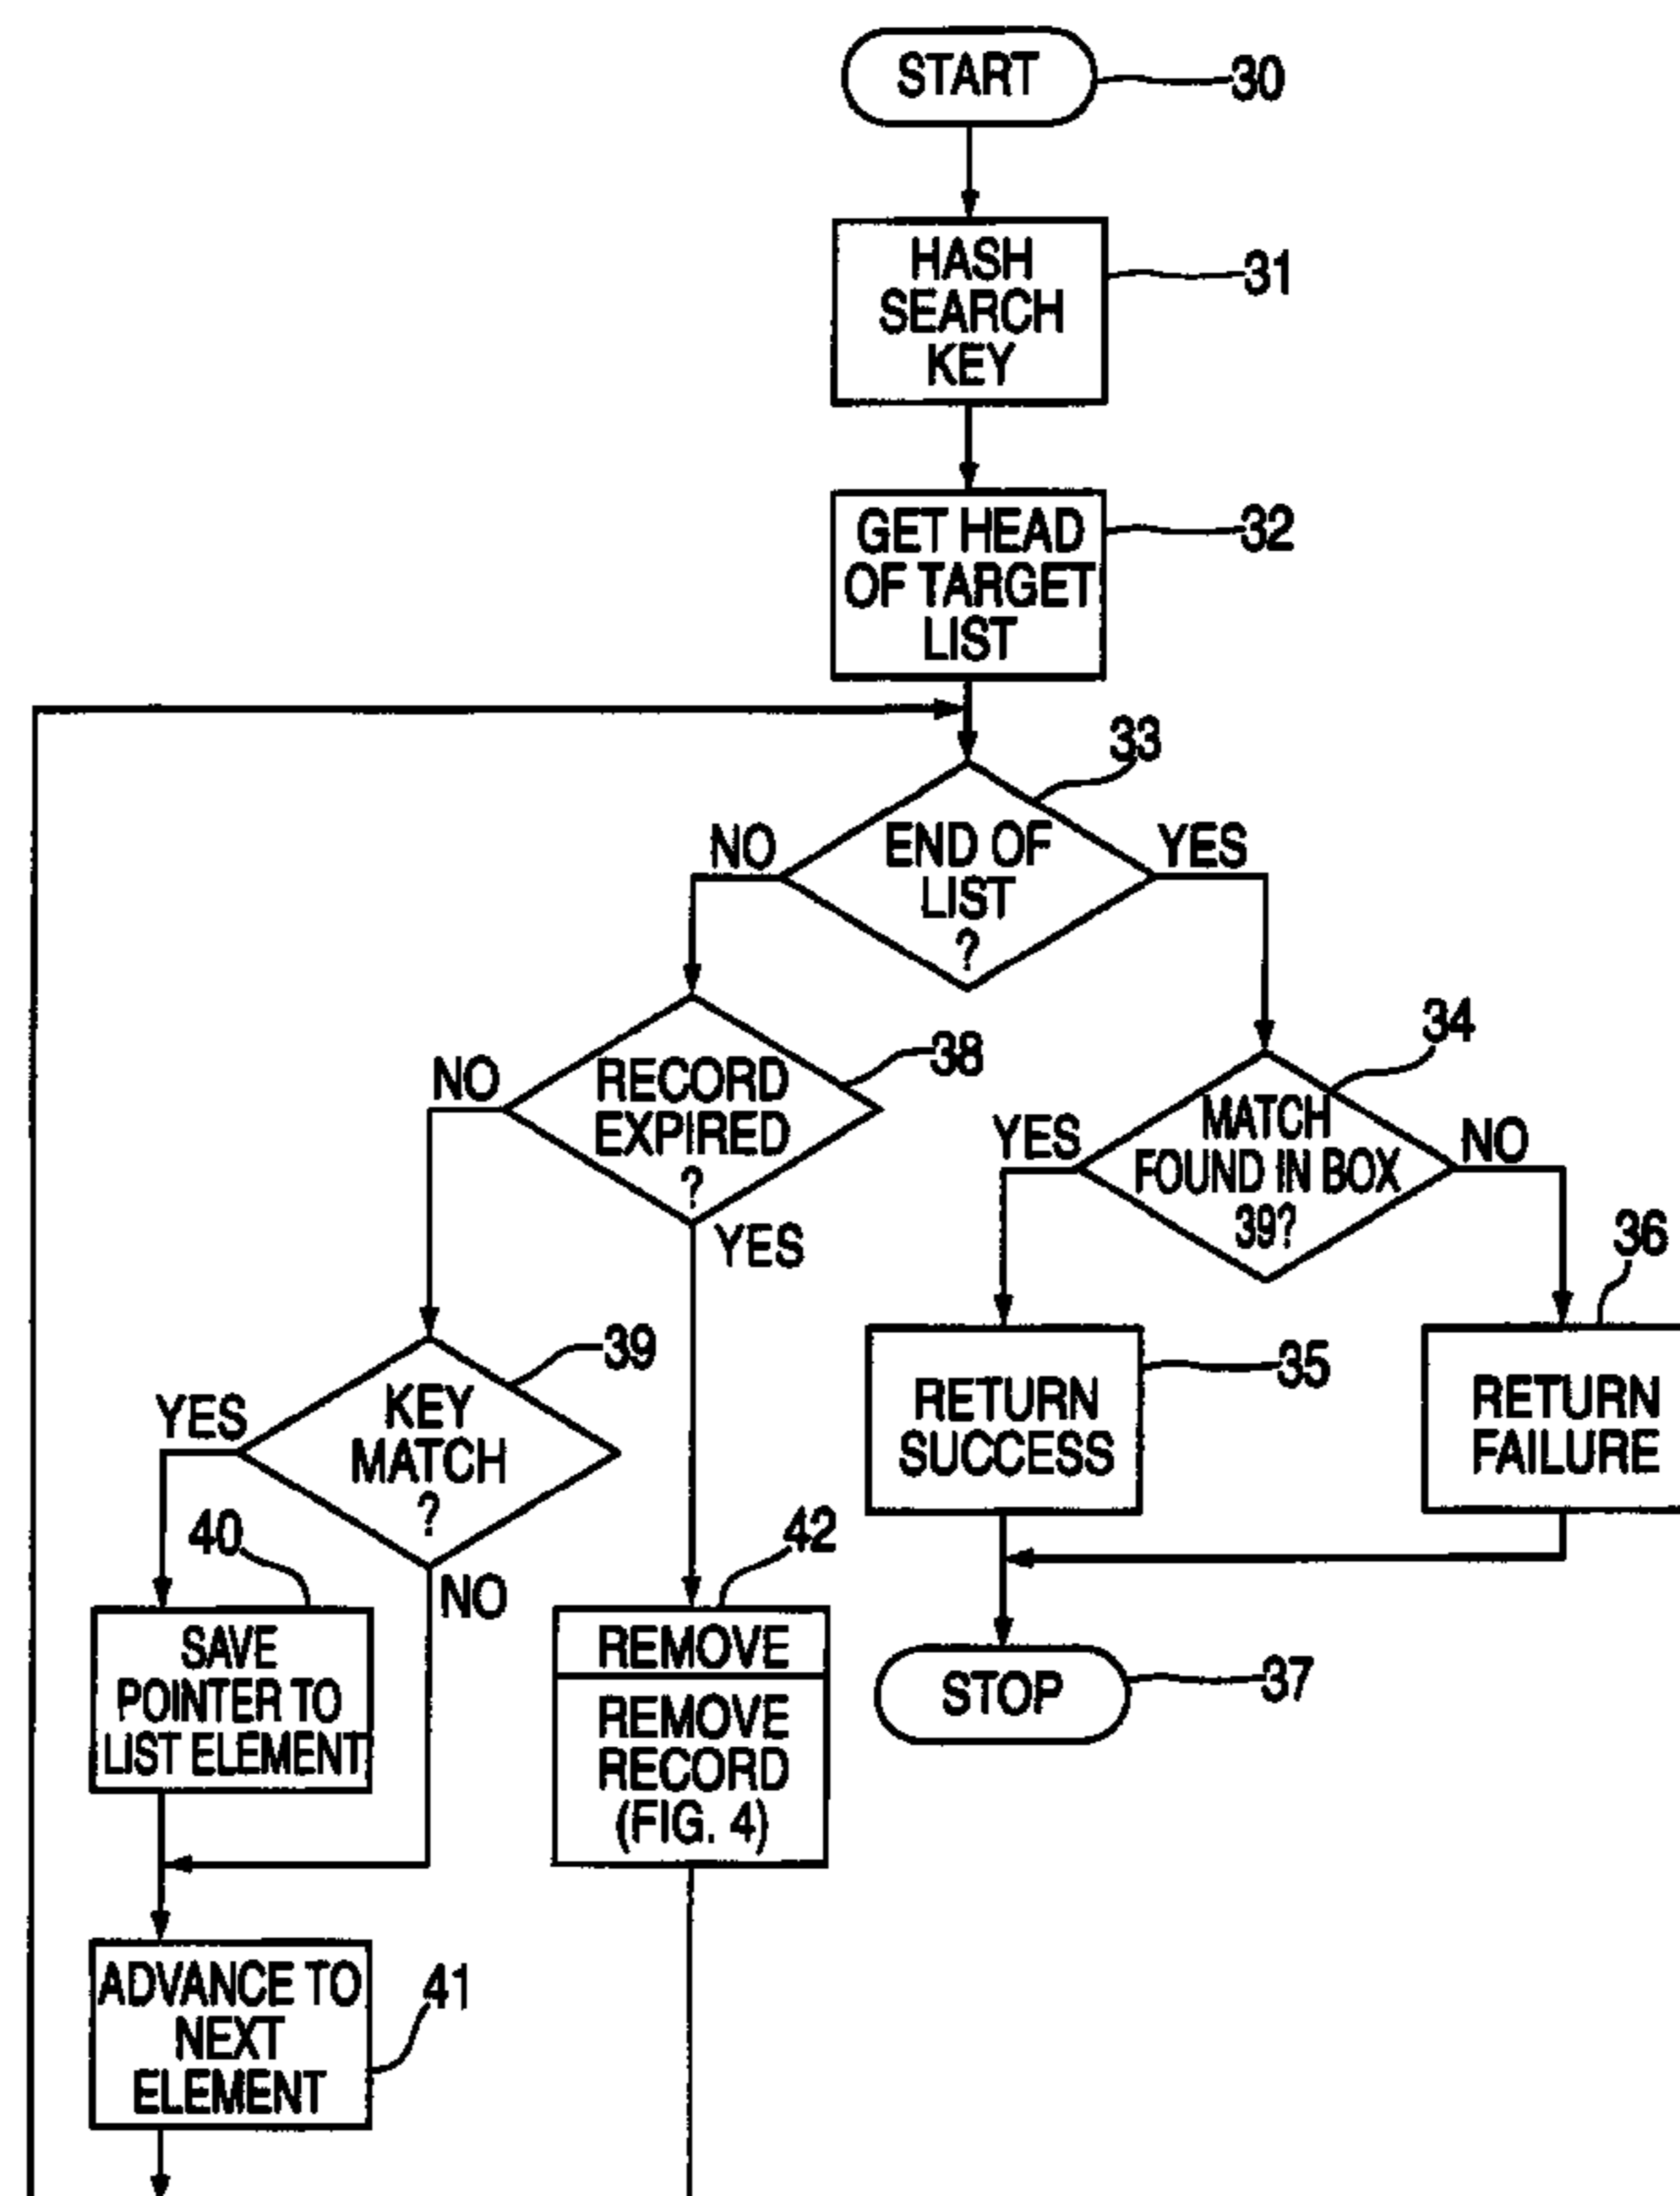 START
30
HASH
SEARCH
KEY
31
GET HEAD
OF TARGET
LIST
32
33
NO
END OF
LIST
?
YES
34
NO
RECORD
EXPIRED
?
38
YES
YES
MATCH
FOUND IN BOX
39?
NO
36
39
YES
KEY
MATCH
?
NO
RETURN
SUCCESS
35
RETURN
FAILURE
40
SAVE
POINTER TO
LIST ELEMENT
42
REMOVE
REMOVE
RECORD
(FIG. 4)
STOP
37
ADVANCE TO
NEXT
ELEMENT
41